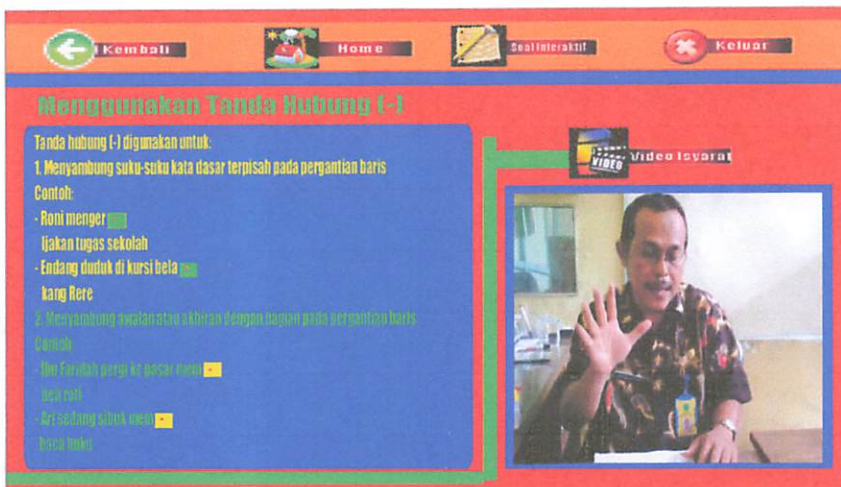 Kembali
Home
Soal Interaktif
Keluar
Menggunakan Tanda Hubung (-)
Tanda hubung (-) digunakan untuk:
1. Menyambung suku-suku kata dasar terpisah pada pergantian baris
Contoh:
- Roni menger -
ijakan tugas sekolah
- Endang duduk di kursi bela -
kang Rere
2. Menyambung awalan atau akhiran dengan bagian pada pergantian baris
Contoh:
- Ibu Faridah pergi ke pasar mem -
beli roti
- Ari sedang sibuk mem -
baca buku
VIDEO
Video Isyarat